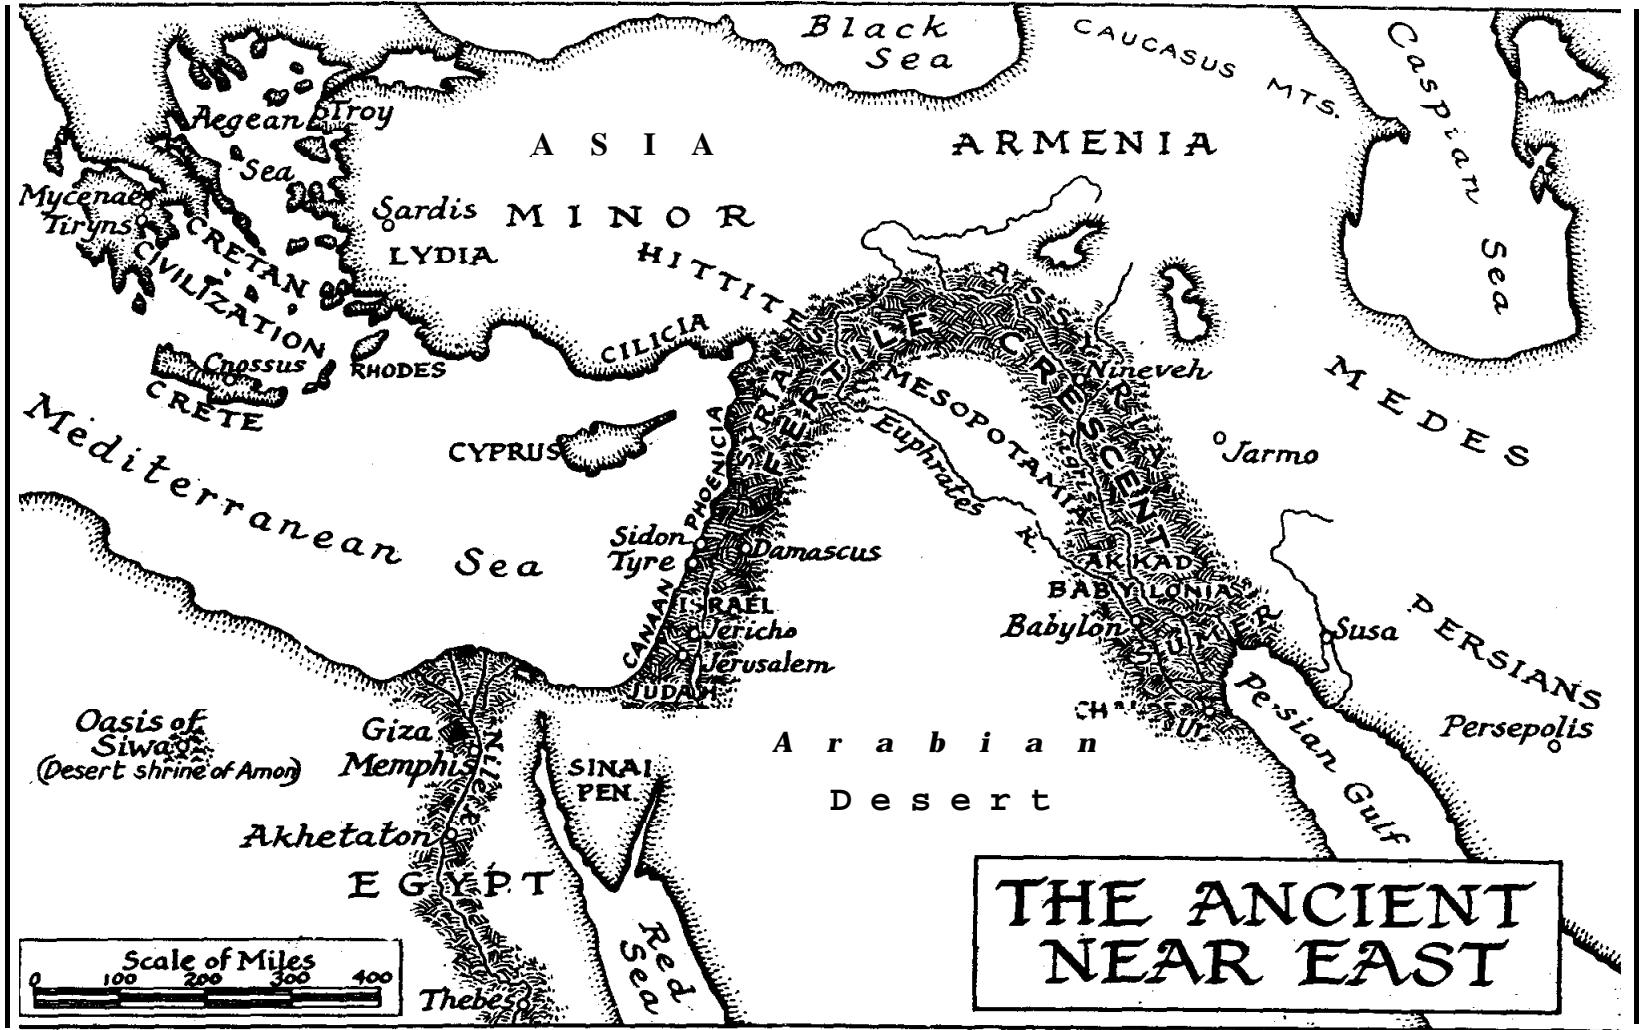 Black
Sea
CAUCASUS MTS.
Caspian Sea
Aegean
Sea
Troy
ASIA
MINOR
ARMENIA
Mycenae
Tiryns
Sardis
LYDIA
CRETAN
CIVILIZATION
HITTITES
ASSYRIA
CILICIA
FERTILE CRESCENT
Cnossus
CRETE
RHODES
SYRIA
MESOPOTAMIA
Nineveh
MEDES
Mediterranean Sea
CYPRUS
PHOENICIA
Euphrates R.
Tigris
Jarmo
Sidon
Tyre
Damascus
AKKAD
BABYLONIA
CANAAN
ISRAEL
Jericho
Jerusalem
JUDAH
Babylon
SUMER
Susa
PERSIANS
Persepolis
Ur
Pe-sian Gulf
Oasis of
Siwa
(Desert shrine of Amon)
Giza
Memphis
Nile R.
SINAI
PEN.
Arabian
Desert
Akhetaton
EGYPT
Red
Sea
Thebes
Scale of Miles
0 100 200 300 400
THE ANCIENT
NEAR EAST